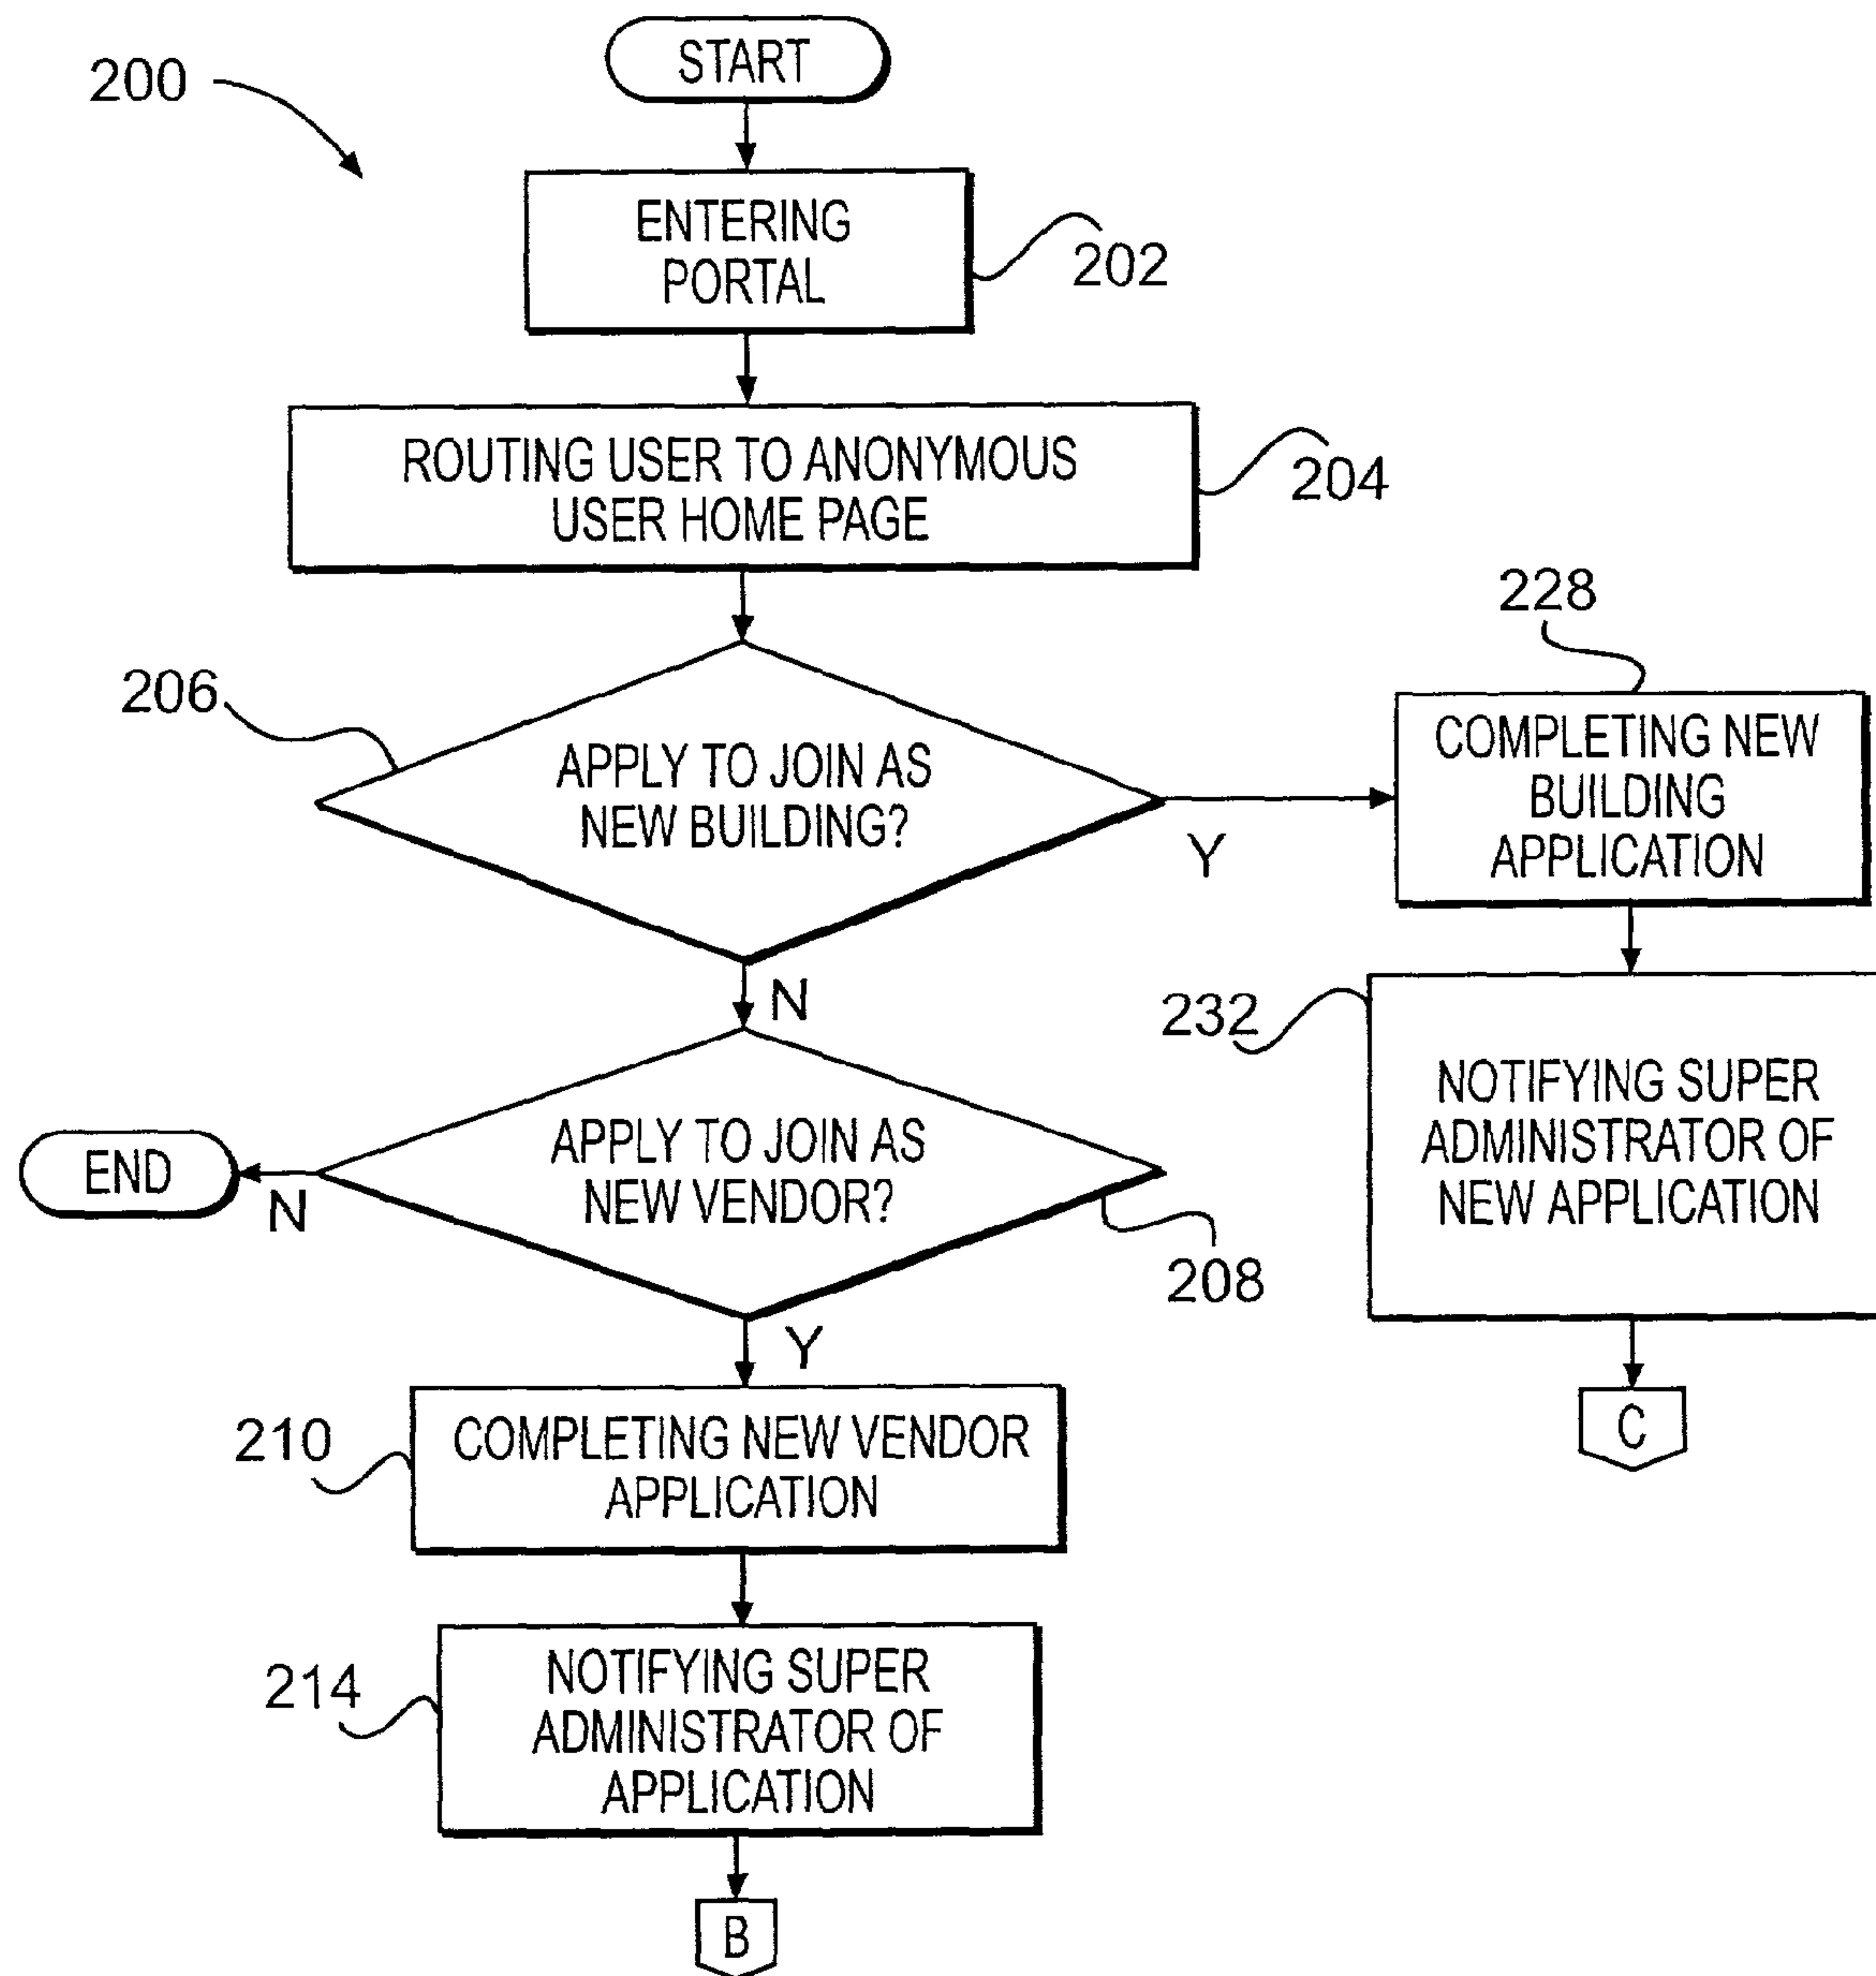 START
200
ENTERING
PORTAL
202
ROUTING USER TO ANONYMOUS
USER HOME PAGE
204
206
APPLY TO JOIN AS
NEW BUILDING?
Y
N
228
COMPLETING NEW
BUILDING
APPLICATION
232
NOTIFYING SUPER
ADMINISTRATOR OF
NEW APPLICATION
C
APPLY TO JOIN AS
NEW VENDOR?
208
END
N
Y
210
COMPLETING NEW VENDOR
APPLICATION
214
NOTIFYING SUPER
ADMINISTRATOR OF
APPLICATION
B